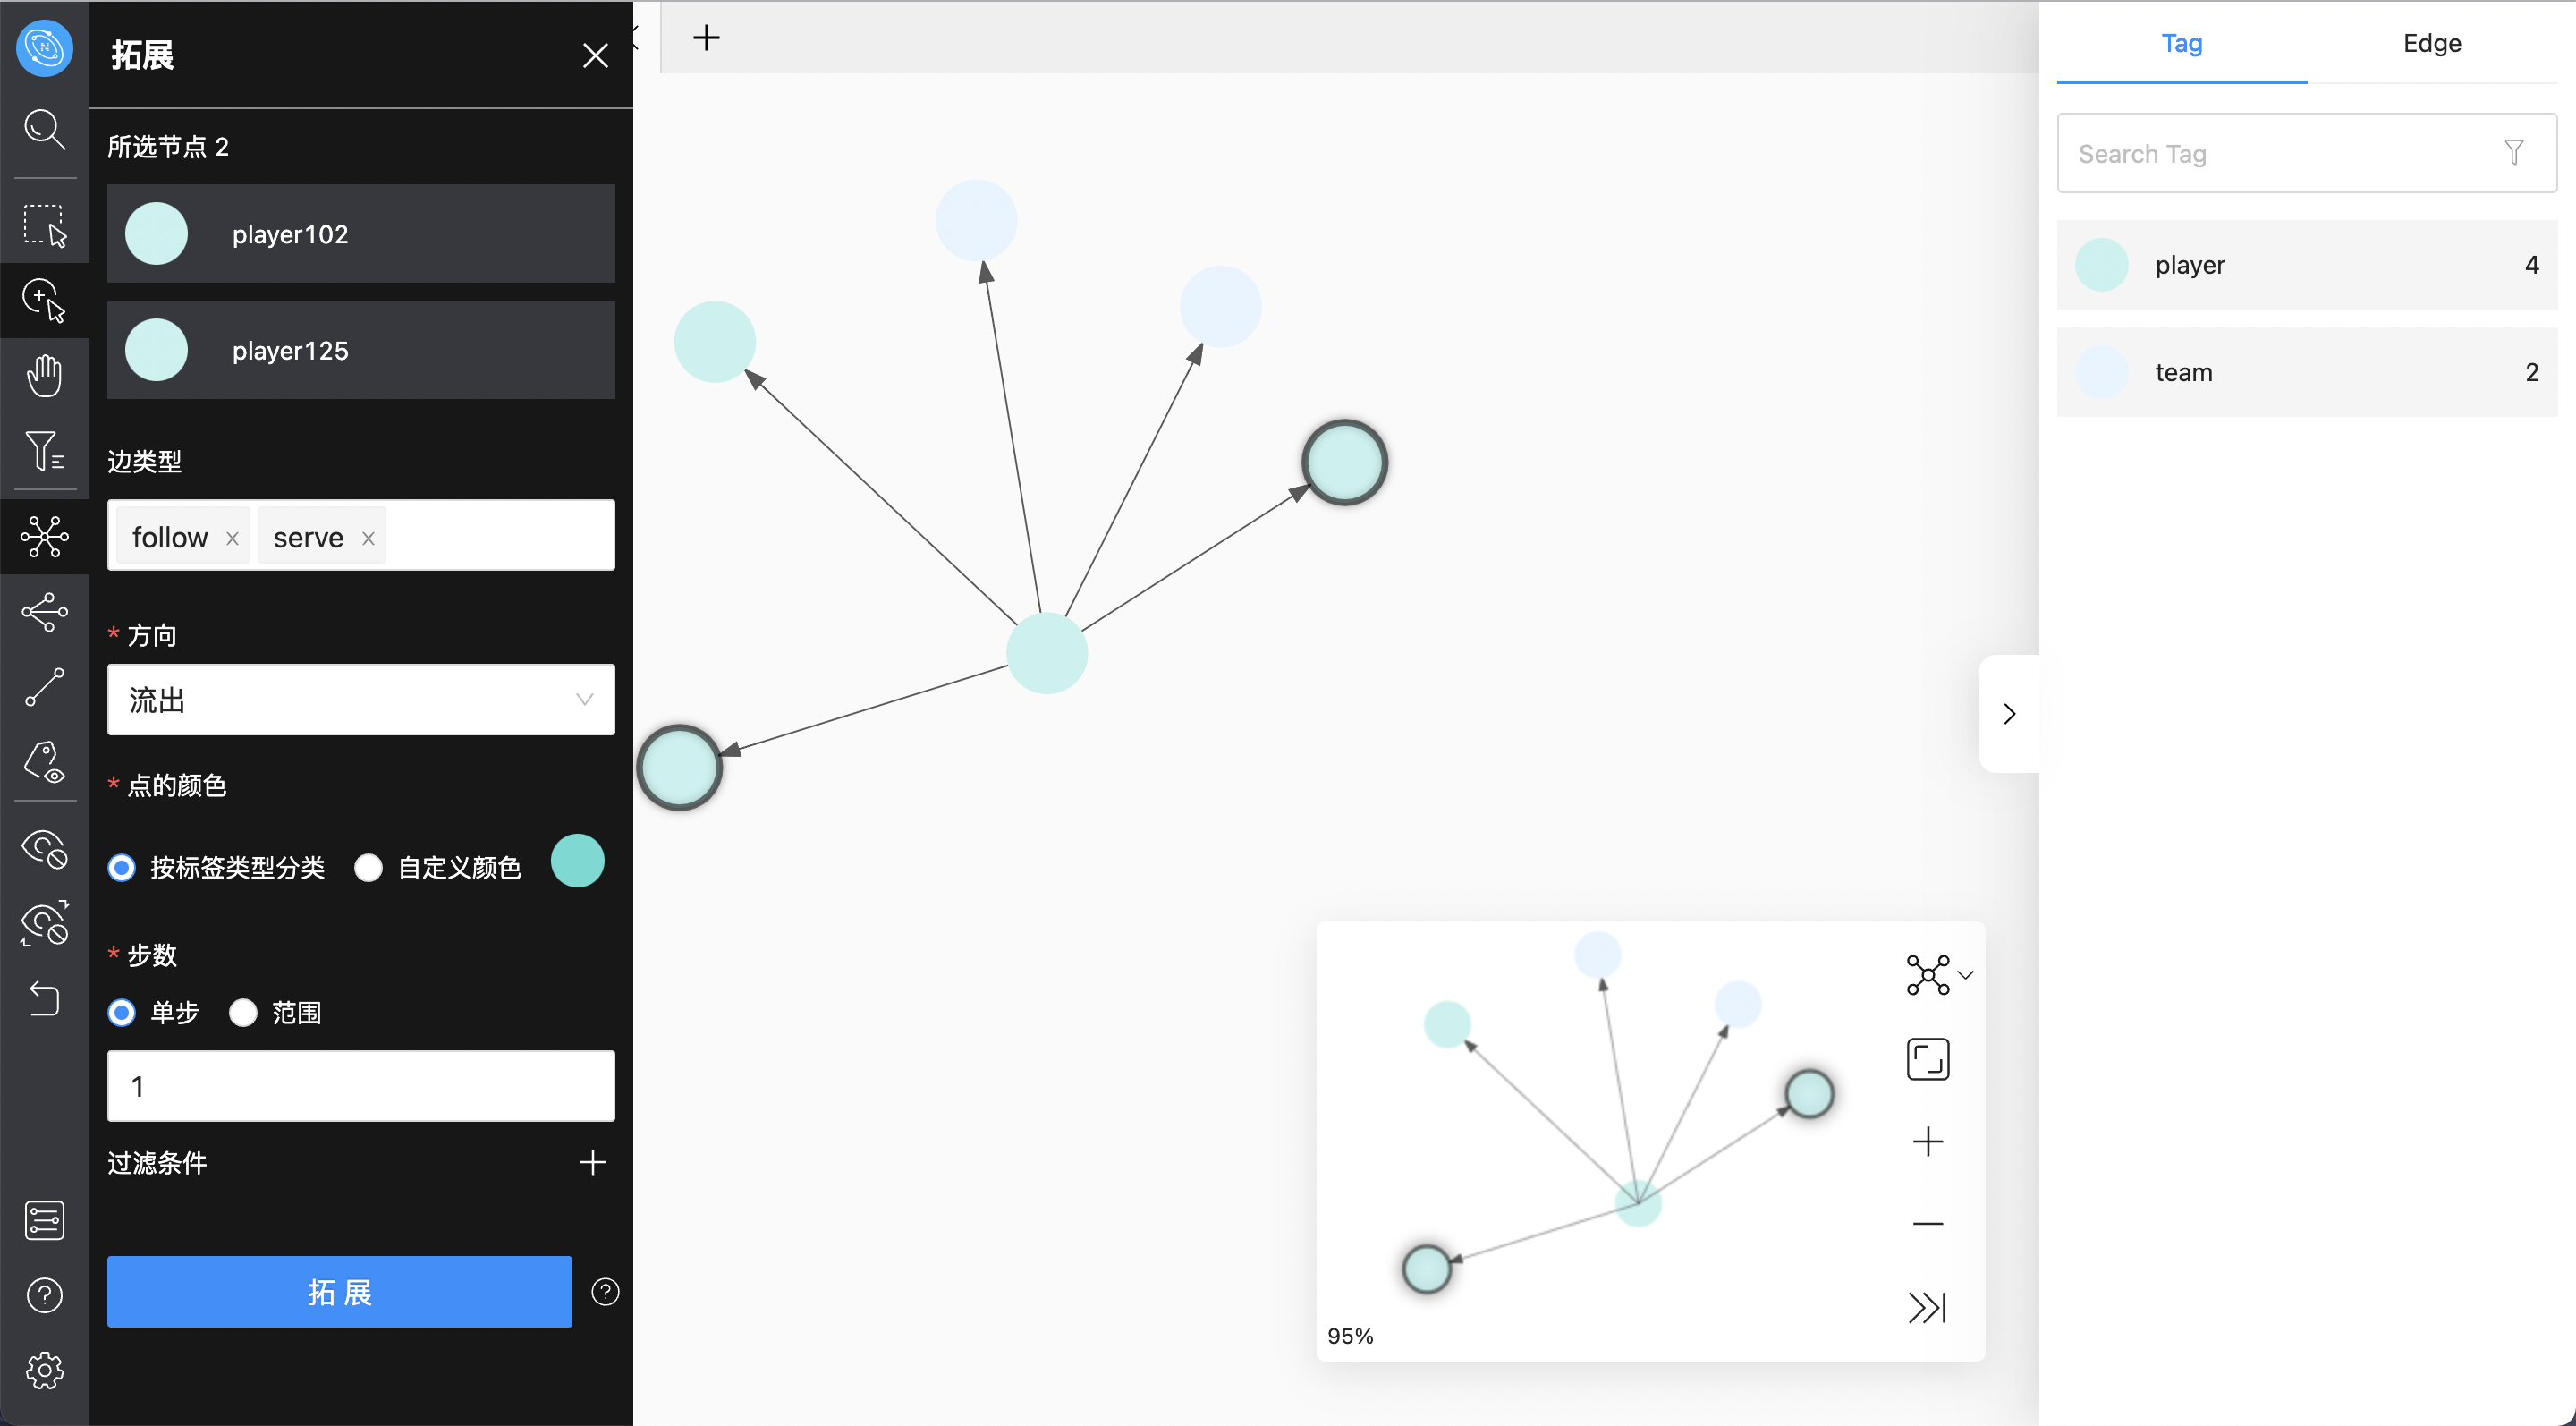 拓展
所选节点 2
player102
player125
边类型
follow × serve ×
* 方向
流出
* 点的颜色
按标签类型分类 自定义颜色
* 步数
单步 范围
1
过滤条件
拓 展
95%
Tag Edge
Search Tag
player 4
team 2